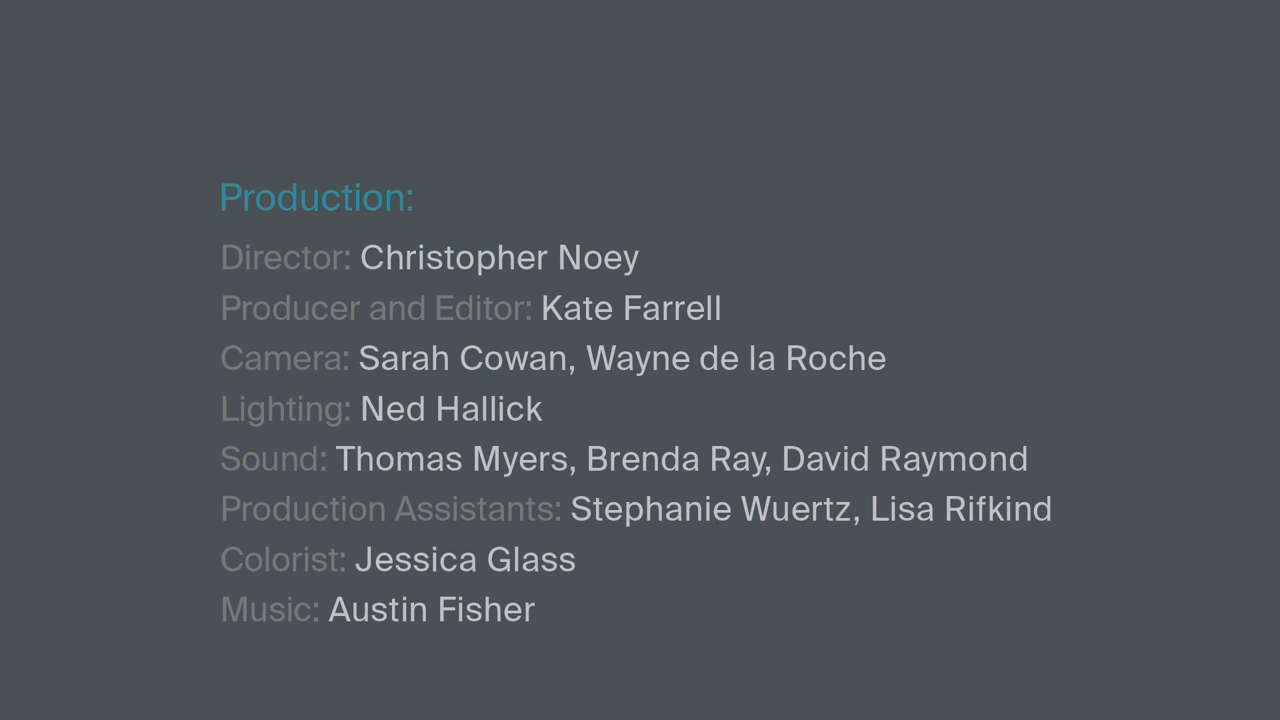 Production:
Director: Christopher Noey
Producer and Editor: Kate Farrell
Camera: Sarah Cowan, Wayne de la Roche
Lighting: Ned Hallick
Sound: Thomas Myers, Brenda Ray, David Raymond
Production Assistants: Stephanie Wuertz, Lisa Rifkind
Colorist: Jessica Glass
Music: Austin Fisher